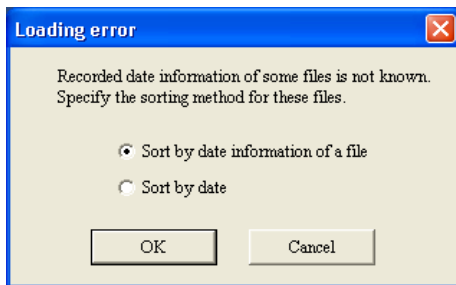 Loading error
Recorded date information of some files is not known.
Specify the sorting method for these files.
Sort by date information of a file
Sort by date
OK
Cancel